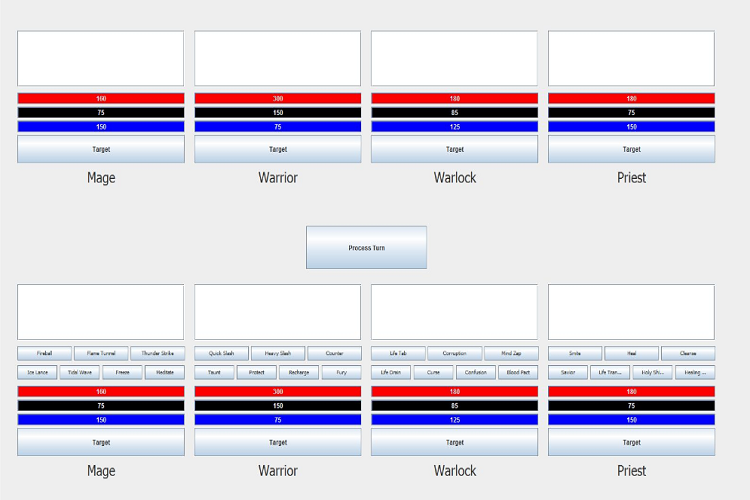 160 300 180 180
75 150 85 75
150 75 125 150
Target Target Target Target
Mage Warrior Warlock Priest
Process Turn
Fireball Flame Tunnel Thunder Strike Quick Slash Heavy Slash Counter Life Tab Corruption Mind Zap Smite Heal Cleanse
Ice Lance Tidal Wave Freeze Meditate Taunt Protect Recharge Fury Life Drain Curse Confusion Blood Pact Savior Life Tran... Holy Shi... Healing ...
160 300 180 180
75 150 85 75
150 75 125 150
Target Target Target Target
Mage Warrior Warlock Priest